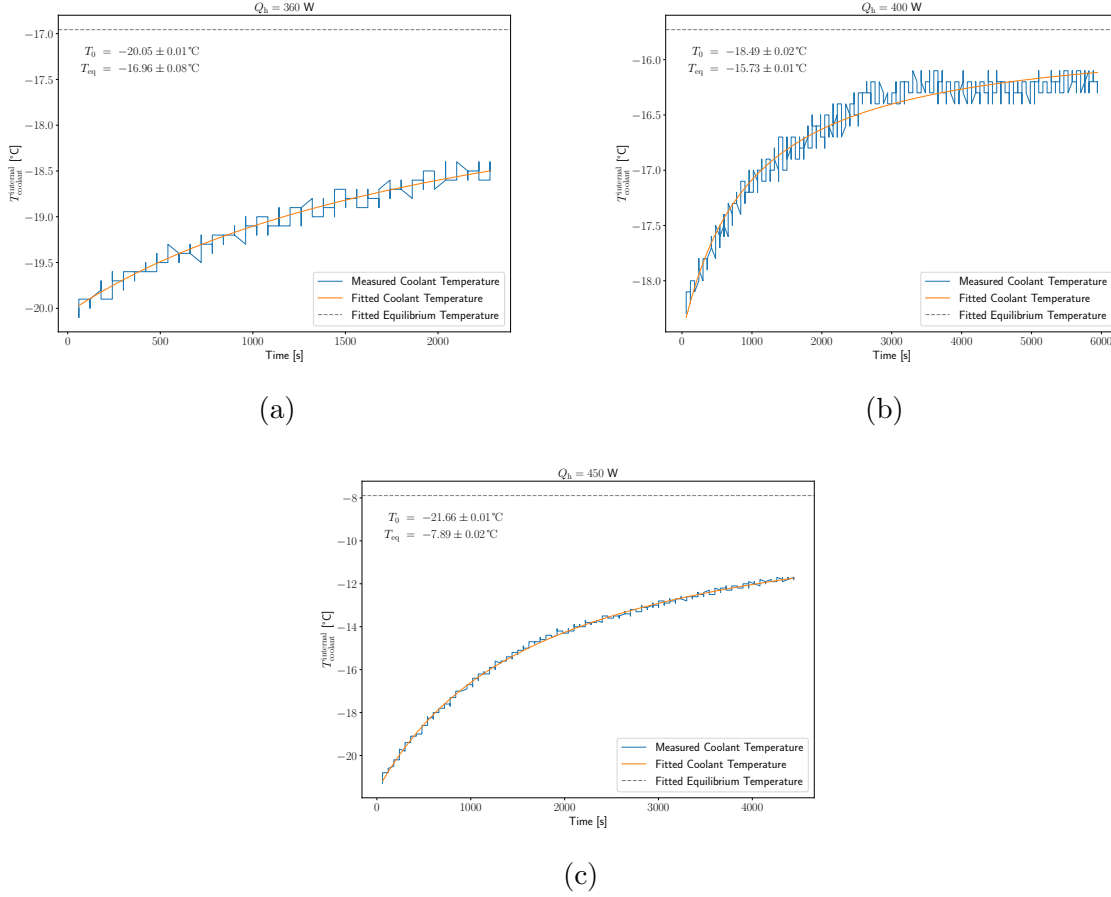 Q_h = 360 W
T_0 = −20.05 ± 0.01°C
T_eq = −16.96 ± 0.08°C
−17.0
−17.5
−18.0
−18.5
−19.0
−19.5
−20.0
T^internal_coolant [°C]
Measured Coolant Temperature
Fitted Coolant Temperature
Fitted Equilibrium Temperature
0 500 1000 1500 2000
Time [s]
(a)
Q_h = 400 W
T_0 = −18.49 ± 0.02°C
T_eq = −15.73 ± 0.01°C
−16.0
−16.5
−17.0
−17.5
−18.0
T^internal_coolant [°C]
Measured Coolant Temperature
Fitted Coolant Temperature
Fitted Equilibrium Temperature
0 1000 2000 3000 4000 5000 6000
Time [s]
(b)
Q_h = 450 W
T_0 = −21.66 ± 0.01°C
T_eq = −7.89 ± 0.02°C
−8
−10
−12
−14
−16
−18
−20
T^internal_coolant [°C]
Measured Coolant Temperature
Fitted Coolant Temperature
Fitted Equilibrium Temperature
0 1000 2000 3000 4000
Time [s]
(c)